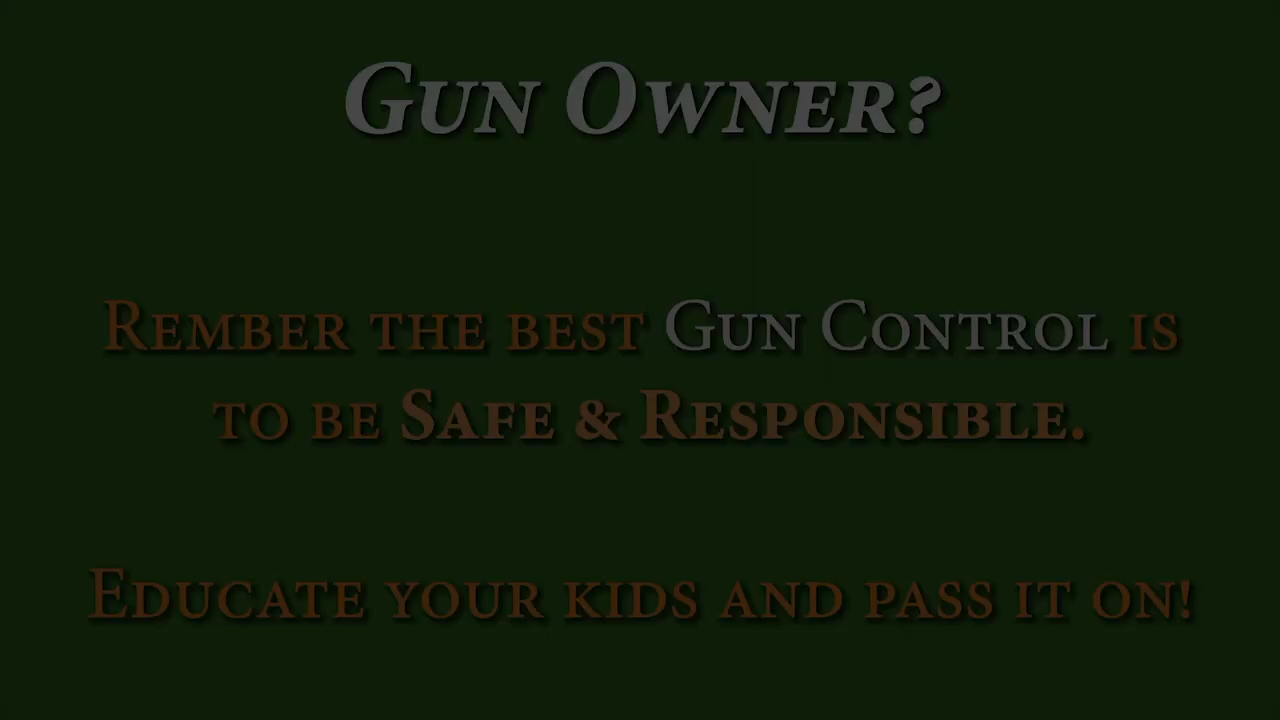 Gun Owner?
Rember the best Gun Control is
to be Safe & Responsible.
Educate your kids and pass it on!